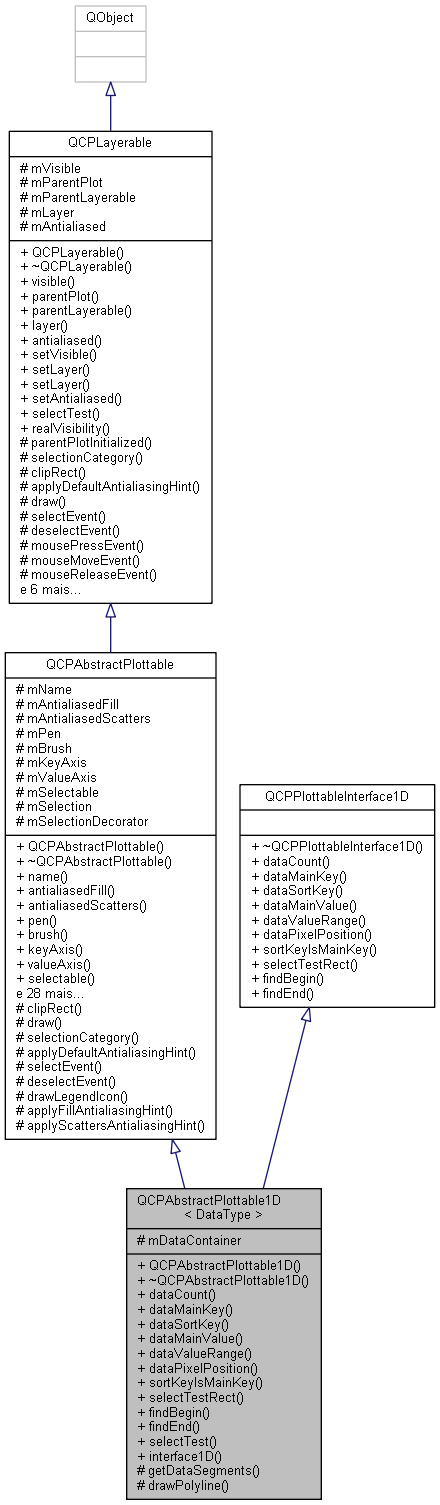 QObject
QCPLayerable
# mVisible
# mParentPlot
# mParentLayerable
# mLayer
# mAntialiased
+ QCPLayerable()
+ ~QCPLayerable()
+ visible()
+ parentPlot()
+ parentLayerable()
+ layer()
+ antialiased()
+ setVisible()
+ setLayer()
+ setLayer()
+ setAntialiased()
+ selectTest()
+ realVisibility()
# parentPlotInitialized()
# selectionCategory()
# clipRect()
# applyDefaultAntialiasingHint()
# draw()
# selectEvent()
# deselectEvent()
# mousePressEvent()
# mouseMoveEvent()
# mouseReleaseEvent()
e 6 mais...
QCPAbstractPlottable
# mName
# mAntialiasedFill
# mAntialiasedScatters
# mPen
# mBrush
# mKeyAxis
# mValueAxis
# mSelectable
# mSelection
# mSelectionDecorator
+ QCPAbstractPlottable()
+ ~QCPAbstractPlottable()
+ name()
+ antialiasedFill()
+ antialiasedScatters()
+ pen()
+ brush()
+ keyAxis()
+ valueAxis()
+ selectable()
e 28 mais...
# clipRect()
# draw()
# selectionCategory()
# applyDefaultAntialiasingHint()
# selectEvent()
# deselectEvent()
# drawLegendIcon()
# applyFillAntialiasingHint()
# applyScattersAntialiasingHint()
QCPPlottableInterface1D
+ ~QCPPlottableInterface1D()
+ dataCount()
+ dataMainKey()
+ dataSortKey()
+ dataMainValue()
+ dataValueRange()
+ dataPixelPosition()
+ sortKeyIsMainKey()
+ selectTestRect()
+ findBegin()
+ findEnd()
QCPAbstractPlottable1D
< DataType >
# mDataContainer
+ QCPAbstractPlottable1D()
+ ~QCPAbstractPlottable1D()
+ dataCount()
+ dataMainKey()
+ dataSortKey()
+ dataMainValue()
+ dataValueRange()
+ dataPixelPosition()
+ sortKeyIsMainKey()
+ selectTestRect()
+ findBegin()
+ findEnd()
+ selectTest()
+ interface1D()
# getDataSegments()
# drawPolyline()